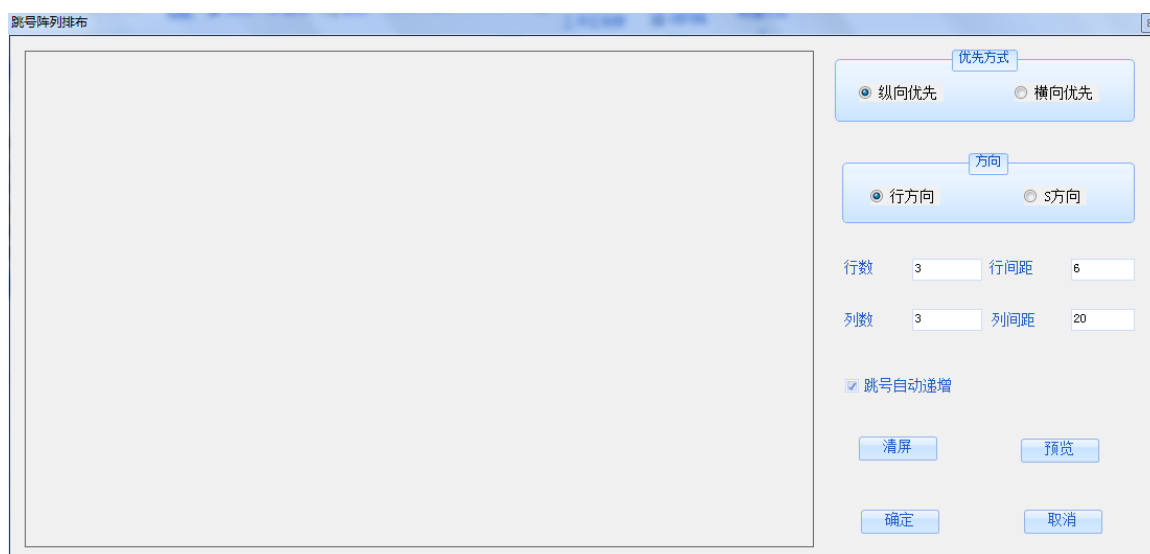 跳号阵列排布
优先方式
纵向优先 横向优先
方向
行方向 S方向
行数 3 行间距 6
列数 3 列间距 20
跳号自动递增
清屏 预览
确定 取消